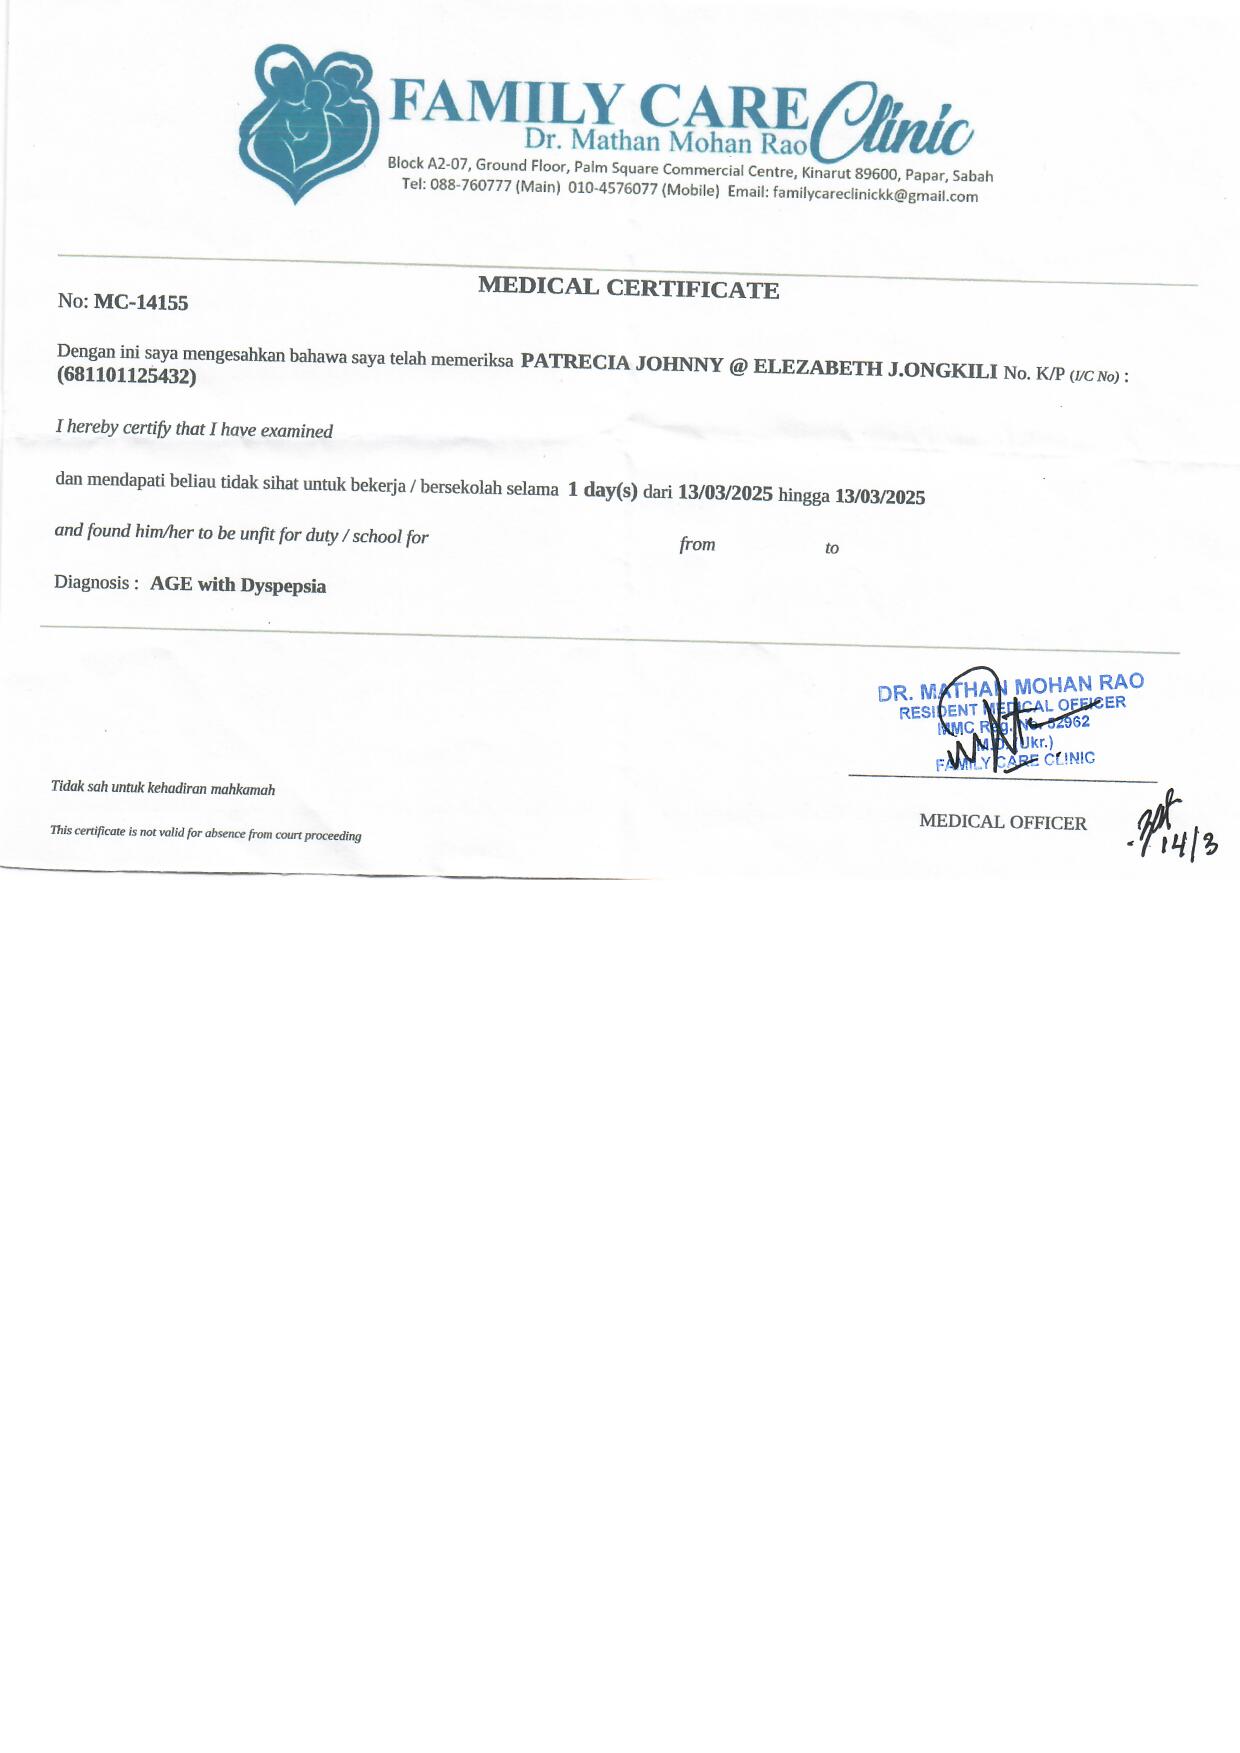 FAMILY CARE Clinic
Dr. Mathan Mohan Rao
Block A2-07, Ground Floor, Palm Square Commercial Centre, Kinarut 89600, Papar, Sabah
Tel: 088-760777 (Main) 010-4576077 (Mobile) Email: familycareclinickk@gmail.com
MEDICAL CERTIFICATE
No: MC-14155
Dengan ini saya mengesahkan bahawa saya telah memeriksa PATRECIA JOHNNY @ ELEZABETH J.ONGKILI No. K/P (I/C No) :
(681101125432)
I hereby certify that I have examined
dan mendapati beliau tidak sihat untuk bekerja / bersekolah selama 1 day(s) dari 13/03/2025 hingga 13/03/2025
and found him/her to be unfit for duty / school for from to
Diagnosis : AGE with Dyspepsia
DR. MATHAN MOHAN RAO
RESIDENT MEDICAL OFFICER
MMC Reg. No. 52962
M.D. (Ukr.)
FAMILY CARE CLINIC
Tidak sah untuk kehadiran mahkamah
MEDICAL OFFICER
This certificate is not valid for absence from court proceeding
14/3